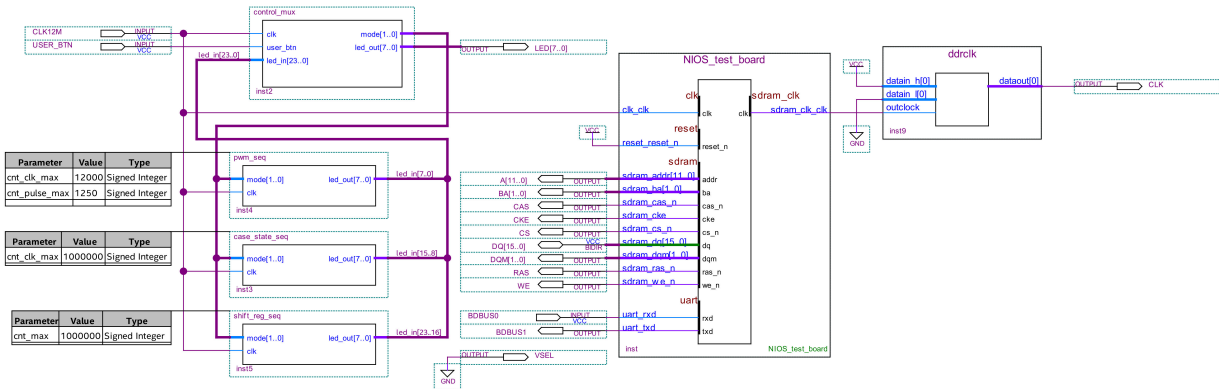 control_mux
CLK12M INPUT VCC
USER_BTN INPUT VCC
clk mode[1..0]
user_btn led_out[7..0] OUTPUT LED[7..0]
led_in[23..0] led_in[23..0]
inst2
pwm_seq
mode[1..0] led_out[7..0] led_in[7..0]
clk
inst4
Parameter Value Type
cnt_clk_max 12000 Signed Integer
cnt_pulse_max 1250 Signed Integer
case_state_seq
mode[1..0] led_out[7..0] led_in[15..8]
clk
inst3
Parameter Value Type
cnt_clk_max 1000000 Signed Integer
shift_reg_seq
mode[1..0] led_out[7..0] led_in[23..16]
clk
inst5
Parameter Value Type
cnt_max 1000000 Signed Integer
NIOS_test_board
clk sdram_clk
clk_clk clk clk sdram_clk_clk
VCC reset
reset_reset_n reset_n
sdram
A[11..0] OUTPUT sdram_addr[11..0] addr
BA[1..0] OUTPUT sdram_ba[1..0] ba
CAS OUTPUT sdram_cas_n cas_n
CKE OUTPUT sdram_cke cke
CS OUTPUT sdram_cs_n cs_n
DQ[15..0] VCC BIDIR sdram_dq[15..0] dq
DQM[1..0] OUTPUT sdram_dqm[1..0] dqm
RAS OUTPUT sdram_ras_n ras_n
WE OUTPUT sdram_we_n we_n
uart
BDBUS0 INPUT VCC uart_rxd rxd
BDBUS1 OUTPUT uart_txd txd
inst NIOS_test_board
OUTPUT VSEL
GND
ddrclk
VCC
datain_h[0] dataout[0] OUTPUT CLK
datain_l[0]
outclock
GND
inst9